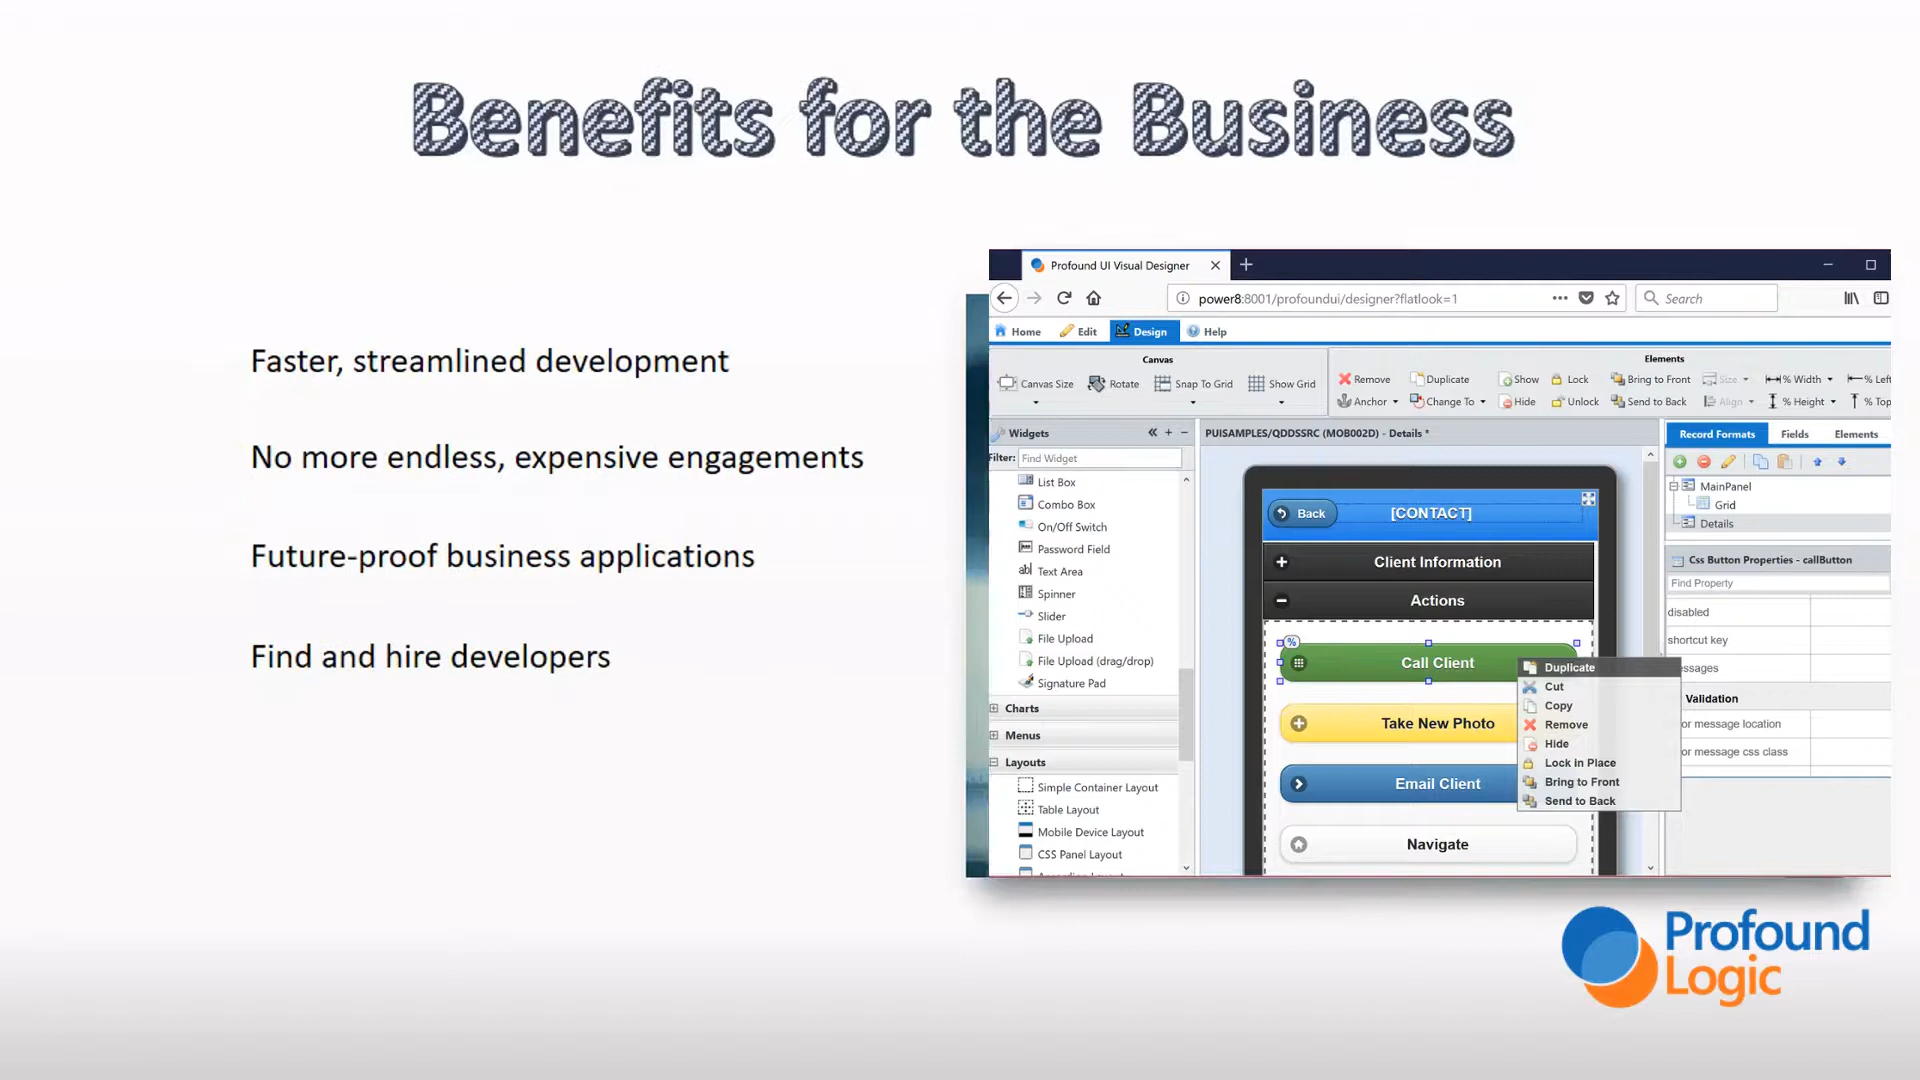 Benefits for the Business
Faster, streamlined development
No more endless, expensive engagements
Future-proof business applications
Find and hire developers
Profound UI Visual Designer
power8:8001/profoundui/designer?flatlook=1
Search
Home Edit Design Help
Canvas
Canvas Size Rotate Snap To Grid Show Grid
Elements
Remove Duplicate Show Lock Bring to Front Size % Width % Left
Anchor Change To Hide Unlock Send to Back Align % Height % Top
Widgets
Filter: Find Widget
List Box
Combo Box
On/Off Switch
Password Field
Text Area
Spinner
Slider
File Upload
File Upload (drag/drop)
Signature Pad
Charts
Menus
Layouts
Simple Container Layout
Table Layout
Mobile Device Layout
CSS Panel Layout
PUISAMPLES/QDDSSRC (MOB002D) - Details *
Back [CONTACT]
Client Information
Actions
%
Call Client
Take New Photo
Email Client
Navigate
Duplicate
Cut
Copy
Remove
Hide
Lock in Place
Bring to Front
Send to Back
Record Formats Fields Elements
MainPanel
Grid
Details
Css Button Properties - callButton
Find Property
disabled
shortcut key
essages
Validation
or message location
or message css class
Profound
Logic